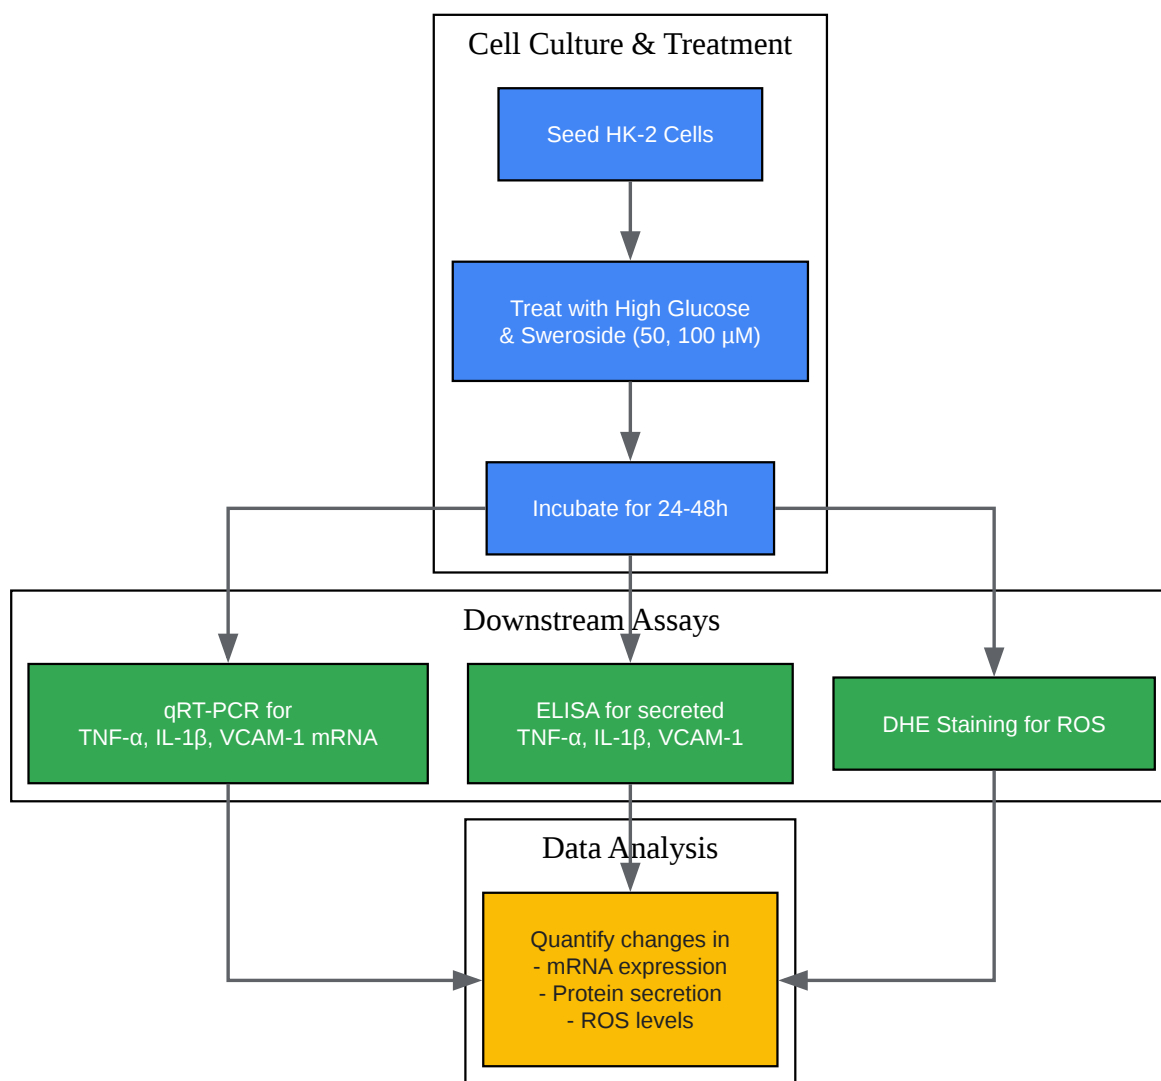 Cell Culture & Treatment
Seed HK-2 Cells
Treat with High Glucose
& Sweroside (50, 100 µM)
Incubate for 24-48h
Downstream Assays
qRT-PCR for
TNF-α, IL-1β, VCAM-1 mRNA
ELISA for secreted
TNF-α, IL-1β, VCAM-1
DHE Staining for ROS
Data Analysis
Quantify changes in
- mRNA expression
- Protein secretion
- ROS levels